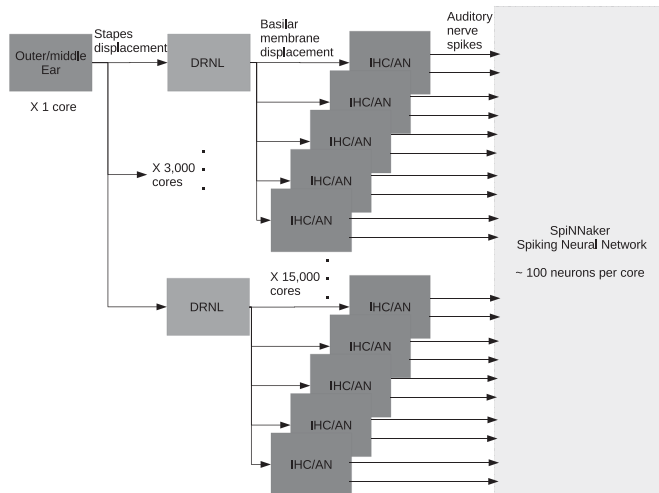 Outer/middle
Ear
X 1 core
Stapes
displacement
DRNL
X 3,000
cores
Basilar
membrane
displacement
IHC/AN
IHC/AN
IHC/AN
IHC/AN
IHC/AN
Auditory
nerve
spikes
X 15,000
cores
DRNL
IHC/AN
IHC/AN
IHC/AN
IHC/AN
IHC/AN
SpiNNaker
Spiking Neural Network
~ 100 neurons per core